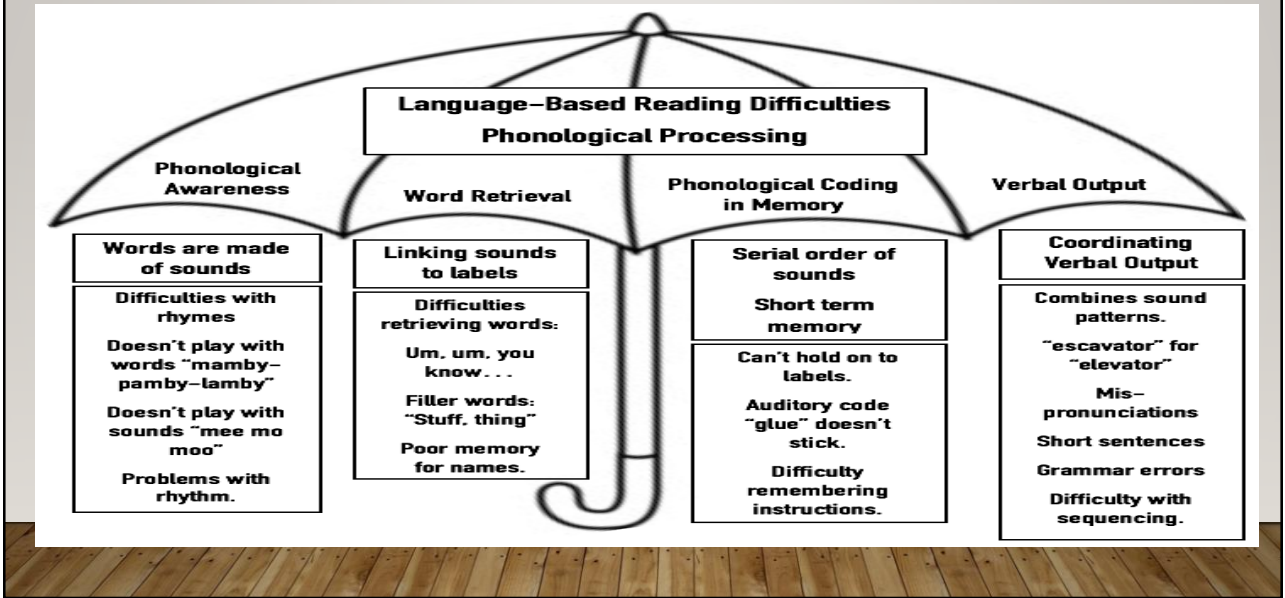 Language-Based Reading Difficulties
Phonological Processing
Phonological
Awareness
Word Retrieval
Phonological Coding
in Memory
Verbal Output
Words are made
of sounds
Difficulties with
rhymes
Doesn't play with
words “mamby-
pamby-lamby”
Doesn't play with
sounds “mee mo
moo”
Problems with
rhythm.
Linking sounds
to labels
Difficulties
retrieving words:
Um, um, you
know...
Filler words:
“Stuff, thing”
Poor memory
for names.
Serial order of
sounds
Short term
memory
Can't hold on to
labels.
Auditory code
“glue” doesn't
stick.
Difficulty
remembering
instructions.
Coordinating
Verbal Output
Combines sound
patterns.
“escavator” for
“elevator”
Mis-
pronunciations
Short sentences
Grammar errors
Difficulty with
sequencing.